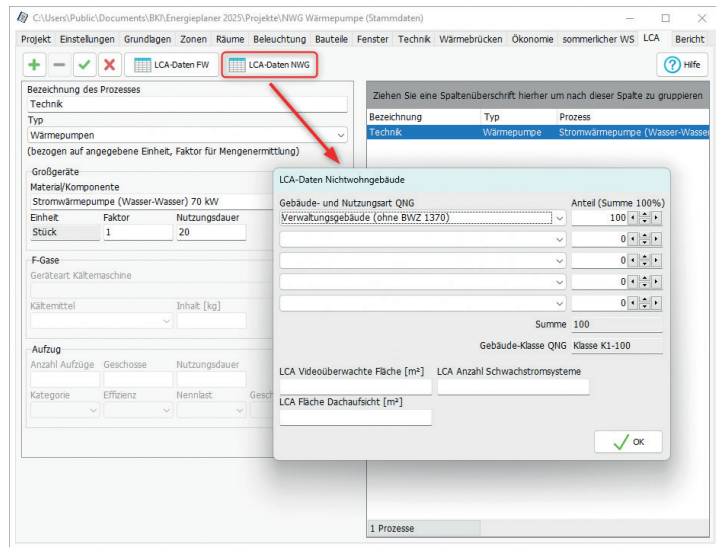 C:\Users\Public\Documents\BKI\Energieplaner 2025\Projekte\NWG Wärmepumpe (Stammdaten)
Projekt Einstellungen Grundlagen Zonen Räume Beleuchtung Bauteile Fenster Technik Wärmebrücken Ökonomie sommerlicher WS LCA Bericht
LCA-Daten FW LCA-Daten NWG Hilfe
Bezeichnung des Prozesses
Technik
Typ
Wärmepumpen
(bezogen auf angegebene Einheit, Faktor für Mengenermittlung)
Großgeräte
Material/Komponente
Stromwärmepumpe (Wasser-Wasser) 70 kW
Einheit Faktor Nutzungsdauer
Stück 1 20
F-Gase
Geräteart Kältemaschine
Kältemittel Inhalt [kg]
Aufzug
Anzahl Aufzüge Geschosse Nutzungsdauer
Kategorie Effizienz Nennlast Gesch
Ziehen Sie eine Spaltenüberschrift hierher um nach dieser Spalte zu gruppieren
Bezeichnung Typ Prozess
Technik Wärmepumpe Stromwärmepumpe (Wasser-Wasser
LCA-Daten Nichtwohngebäude
Gebäude- und Nutzungsart QNG Anteil (Summe 100%)
Verwaltungsgebäude (ohne BWZ 1370) 100
0
0
0
0
Summe 100
Gebäude-Klasse QNG Klasse K1-100
LCA Videoüberwachte Fläche [m²] LCA Anzahl Schwachstromsysteme
LCA Fläche Dachaufsicht [m²]
OK
1 Prozesse